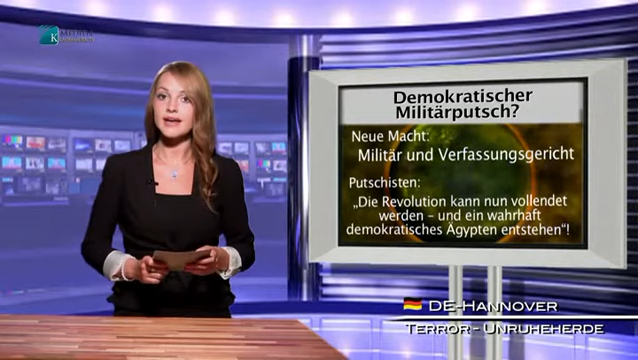 Demokratischer
Militärputsch?
Neue Macht:
Militär und Verfassungsgericht
Putschisten:
„Die Revolution kann nun vollendet
werden – und ein wahrhaft
demokratisches Ägypten entstehen“!
DE-Hannover
Terror - Unruheherde